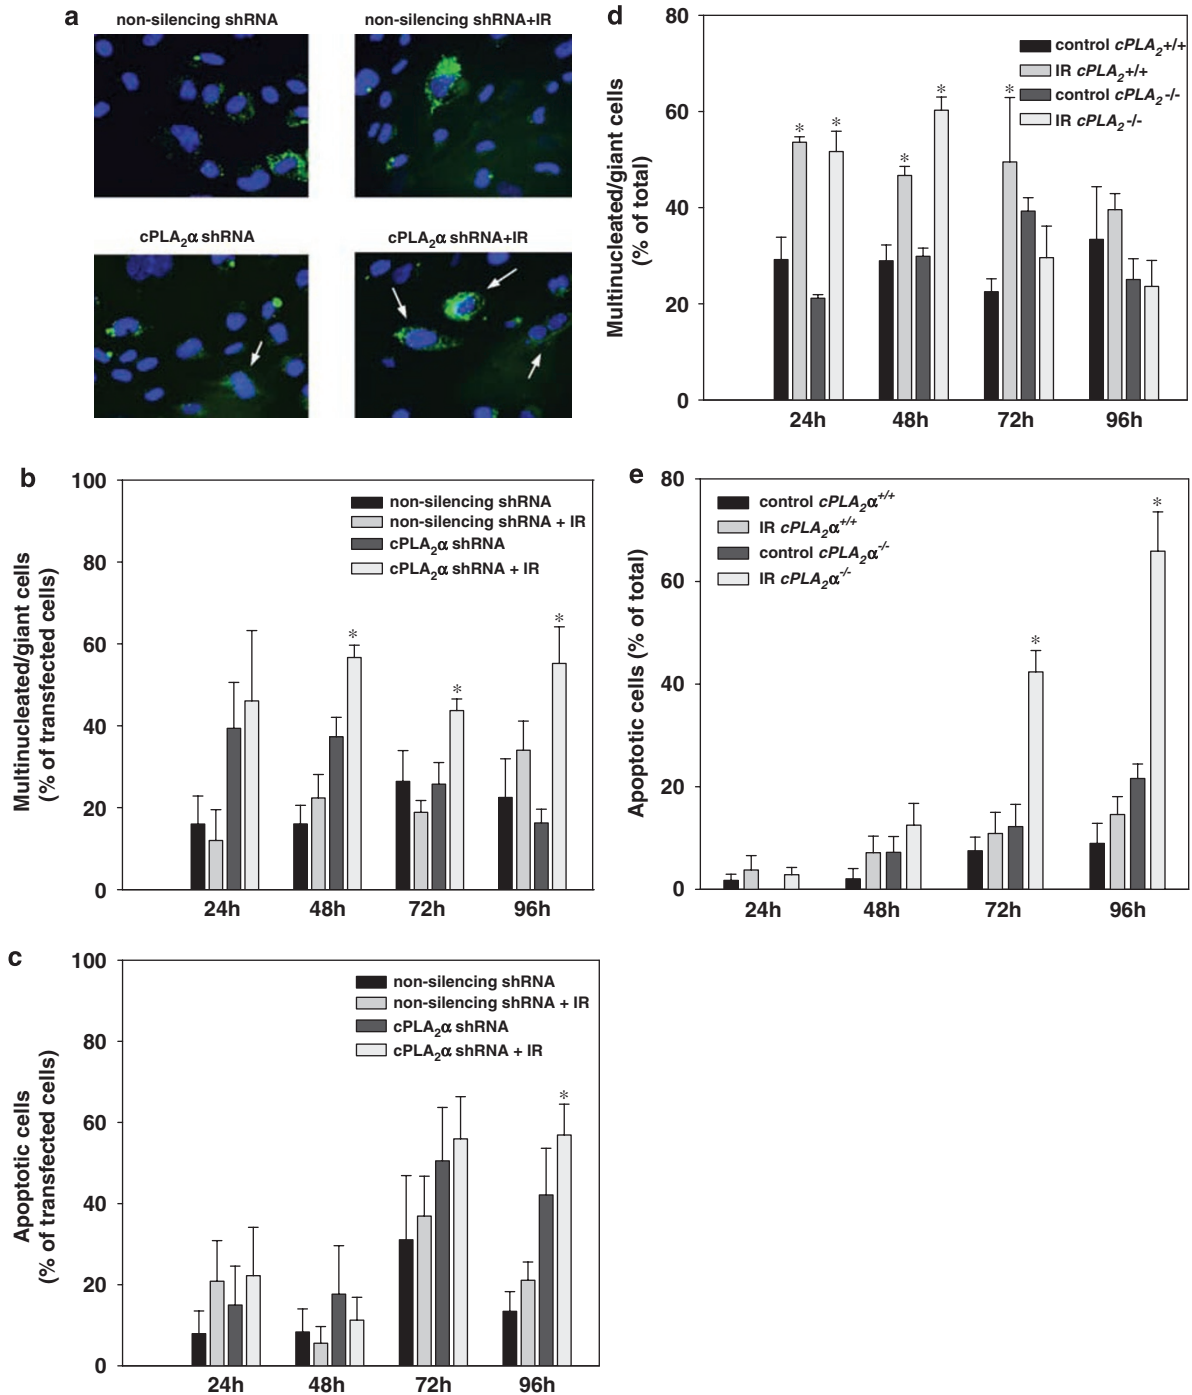 a
non-silencing shRNA
non-silencing shRNA+IR
cPLA₂α shRNA
cPLA₂α shRNA+IR
b
Multinucleated/giant cells
(% of transfected cells)
100
80
60
40
20
0
non-silencing shRNA
non-silencing shRNA + IR
cPLA₂α shRNA
cPLA₂α shRNA + IR
*
*
*
24h
48h
72h
96h
c
Apoptotic cells
(% of transfected cells)
100
80
60
40
20
0
non-silencing shRNA
non-silencing shRNA + IR
cPLA₂α shRNA
cPLA₂α shRNA + IR
*
24h
48h
72h
96h
d
Multinucleated/giant cells
(% of total)
80
60
40
20
0
control cPLA₂+/+
IR cPLA₂+/+
control cPLA₂-/-
IR cPLA₂-/-
*
*
*
*
*
24h
48h
72h
96h
e
Apoptotic cells (% of total)
80
60
40
20
0
control cPLA₂α⁺/⁺
IR cPLA₂α⁺/⁺
control cPLA₂α⁻/⁻
IR cPLA₂α⁻/⁻
*
*
24h
48h
72h
96h